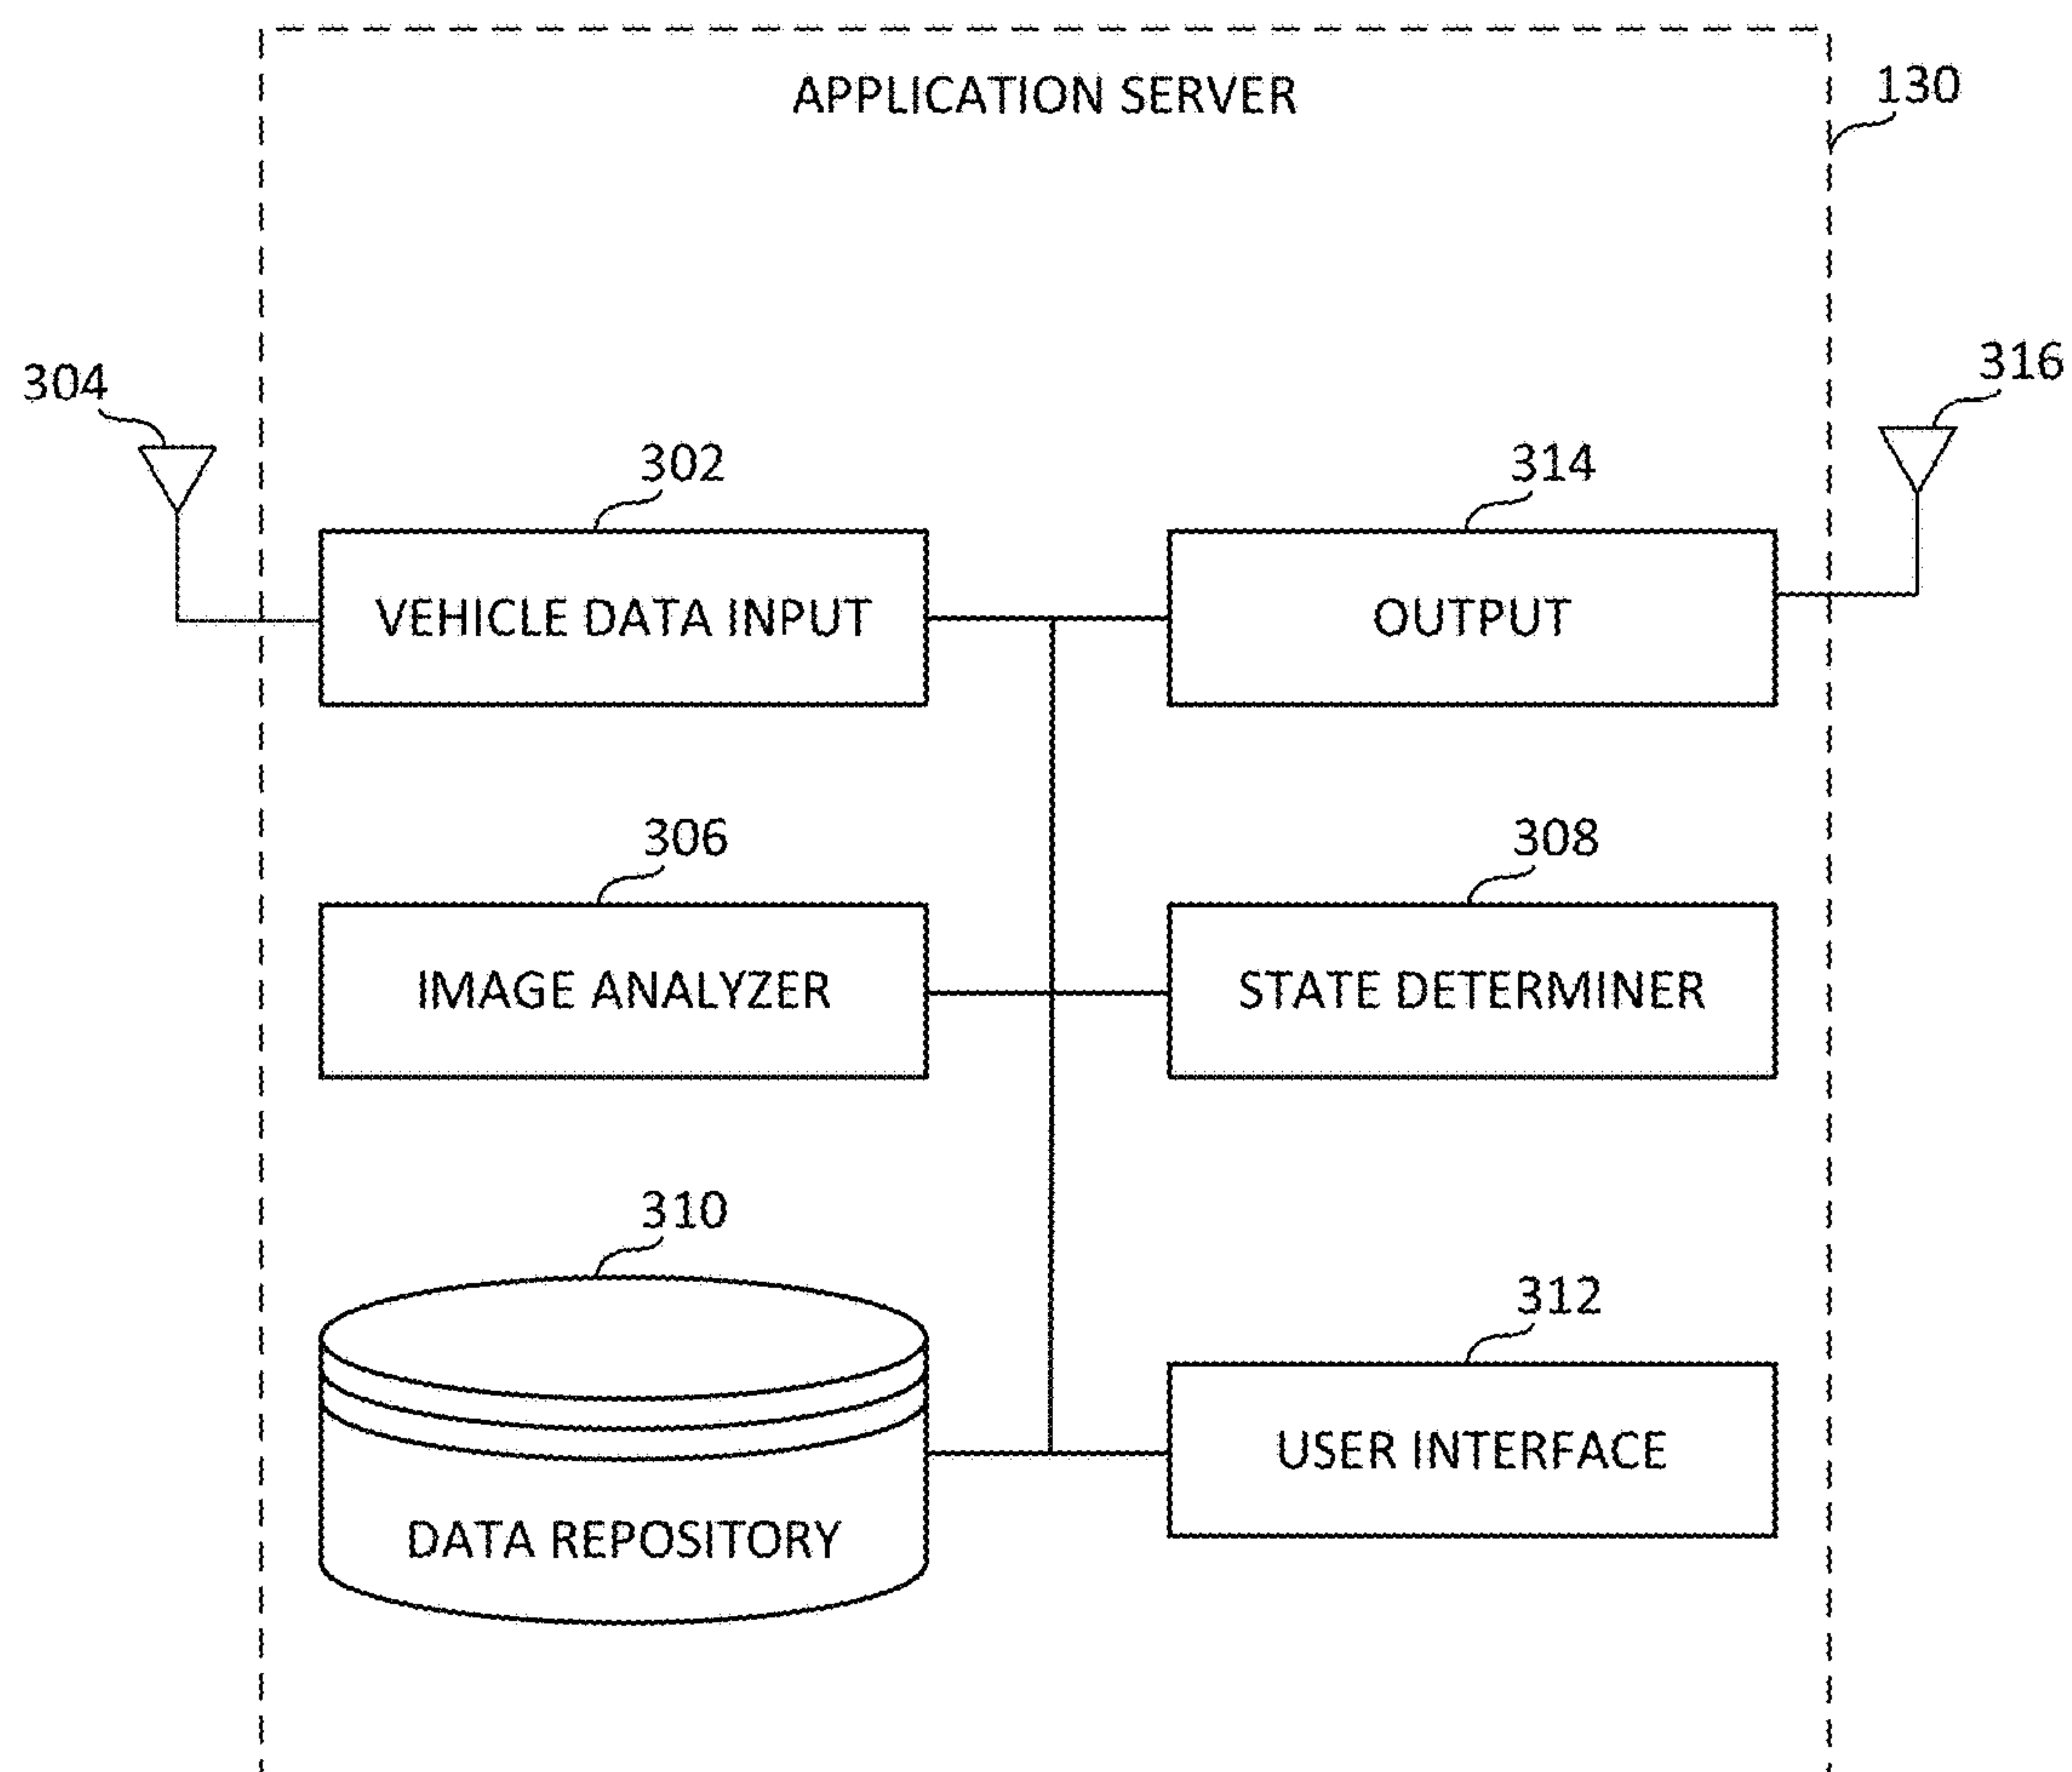 APPLICATION SERVER
130
304
316
302
314
VEHICLE DATA INPUT
OUTPUT
306
308
IMAGE ANALYZER
STATE DETERMINER
310
312
USER INTERFACE
DATA REPOSITORY